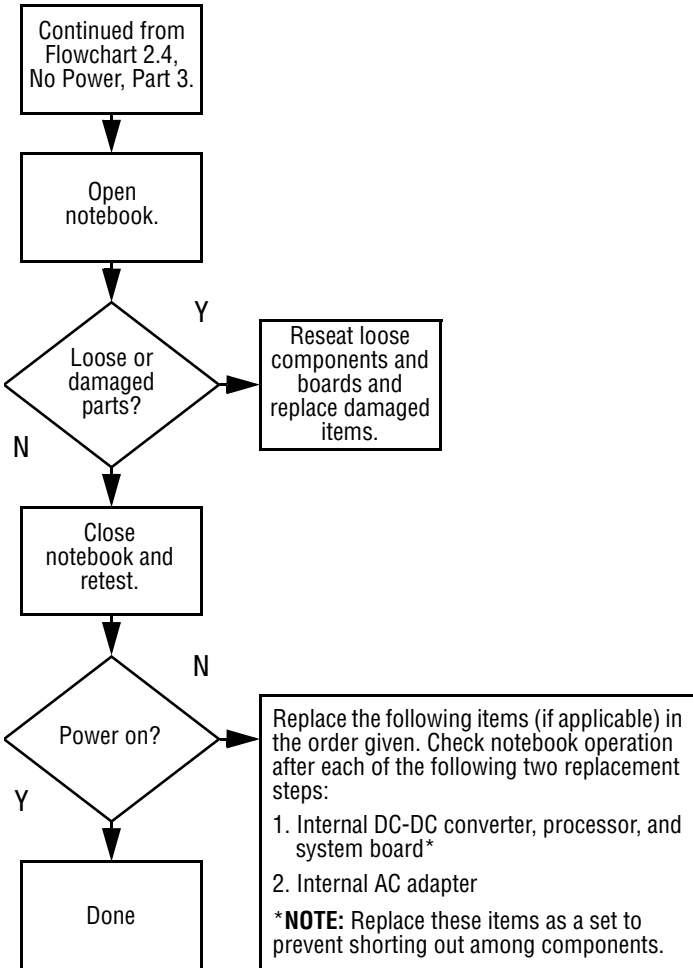 Continued from
Flowchart 2.4,
No Power, Part 3.
Open
notebook.
Y
Loose or
damaged
parts?
N
Reseat loose
components and
boards and
replace damaged
items.
Close
notebook and
retest.
N
Power on?
Y
Replace the following items (if applicable) in
the order given. Check notebook operation
after each of the following two replacement
steps:
1. Internal DC-DC converter, processor, and
system board*
2. Internal AC adapter
*NOTE: Replace these items as a set to
prevent shorting out among components.
Done